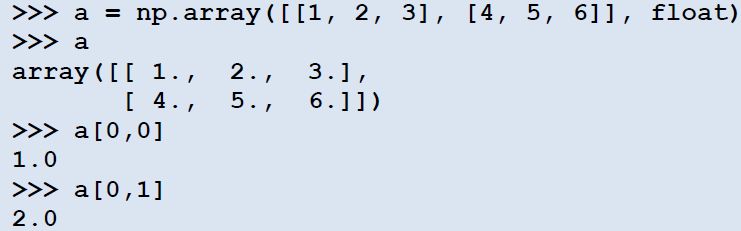 >>> a = np.array([[1, 2, 3], [4, 5, 6]], float)
>>> a
array([[ 1.,  2.,  3.],
       [ 4.,  5.,  6.]])
>>> a[0,0]
1.0
>>> a[0,1]
2.0